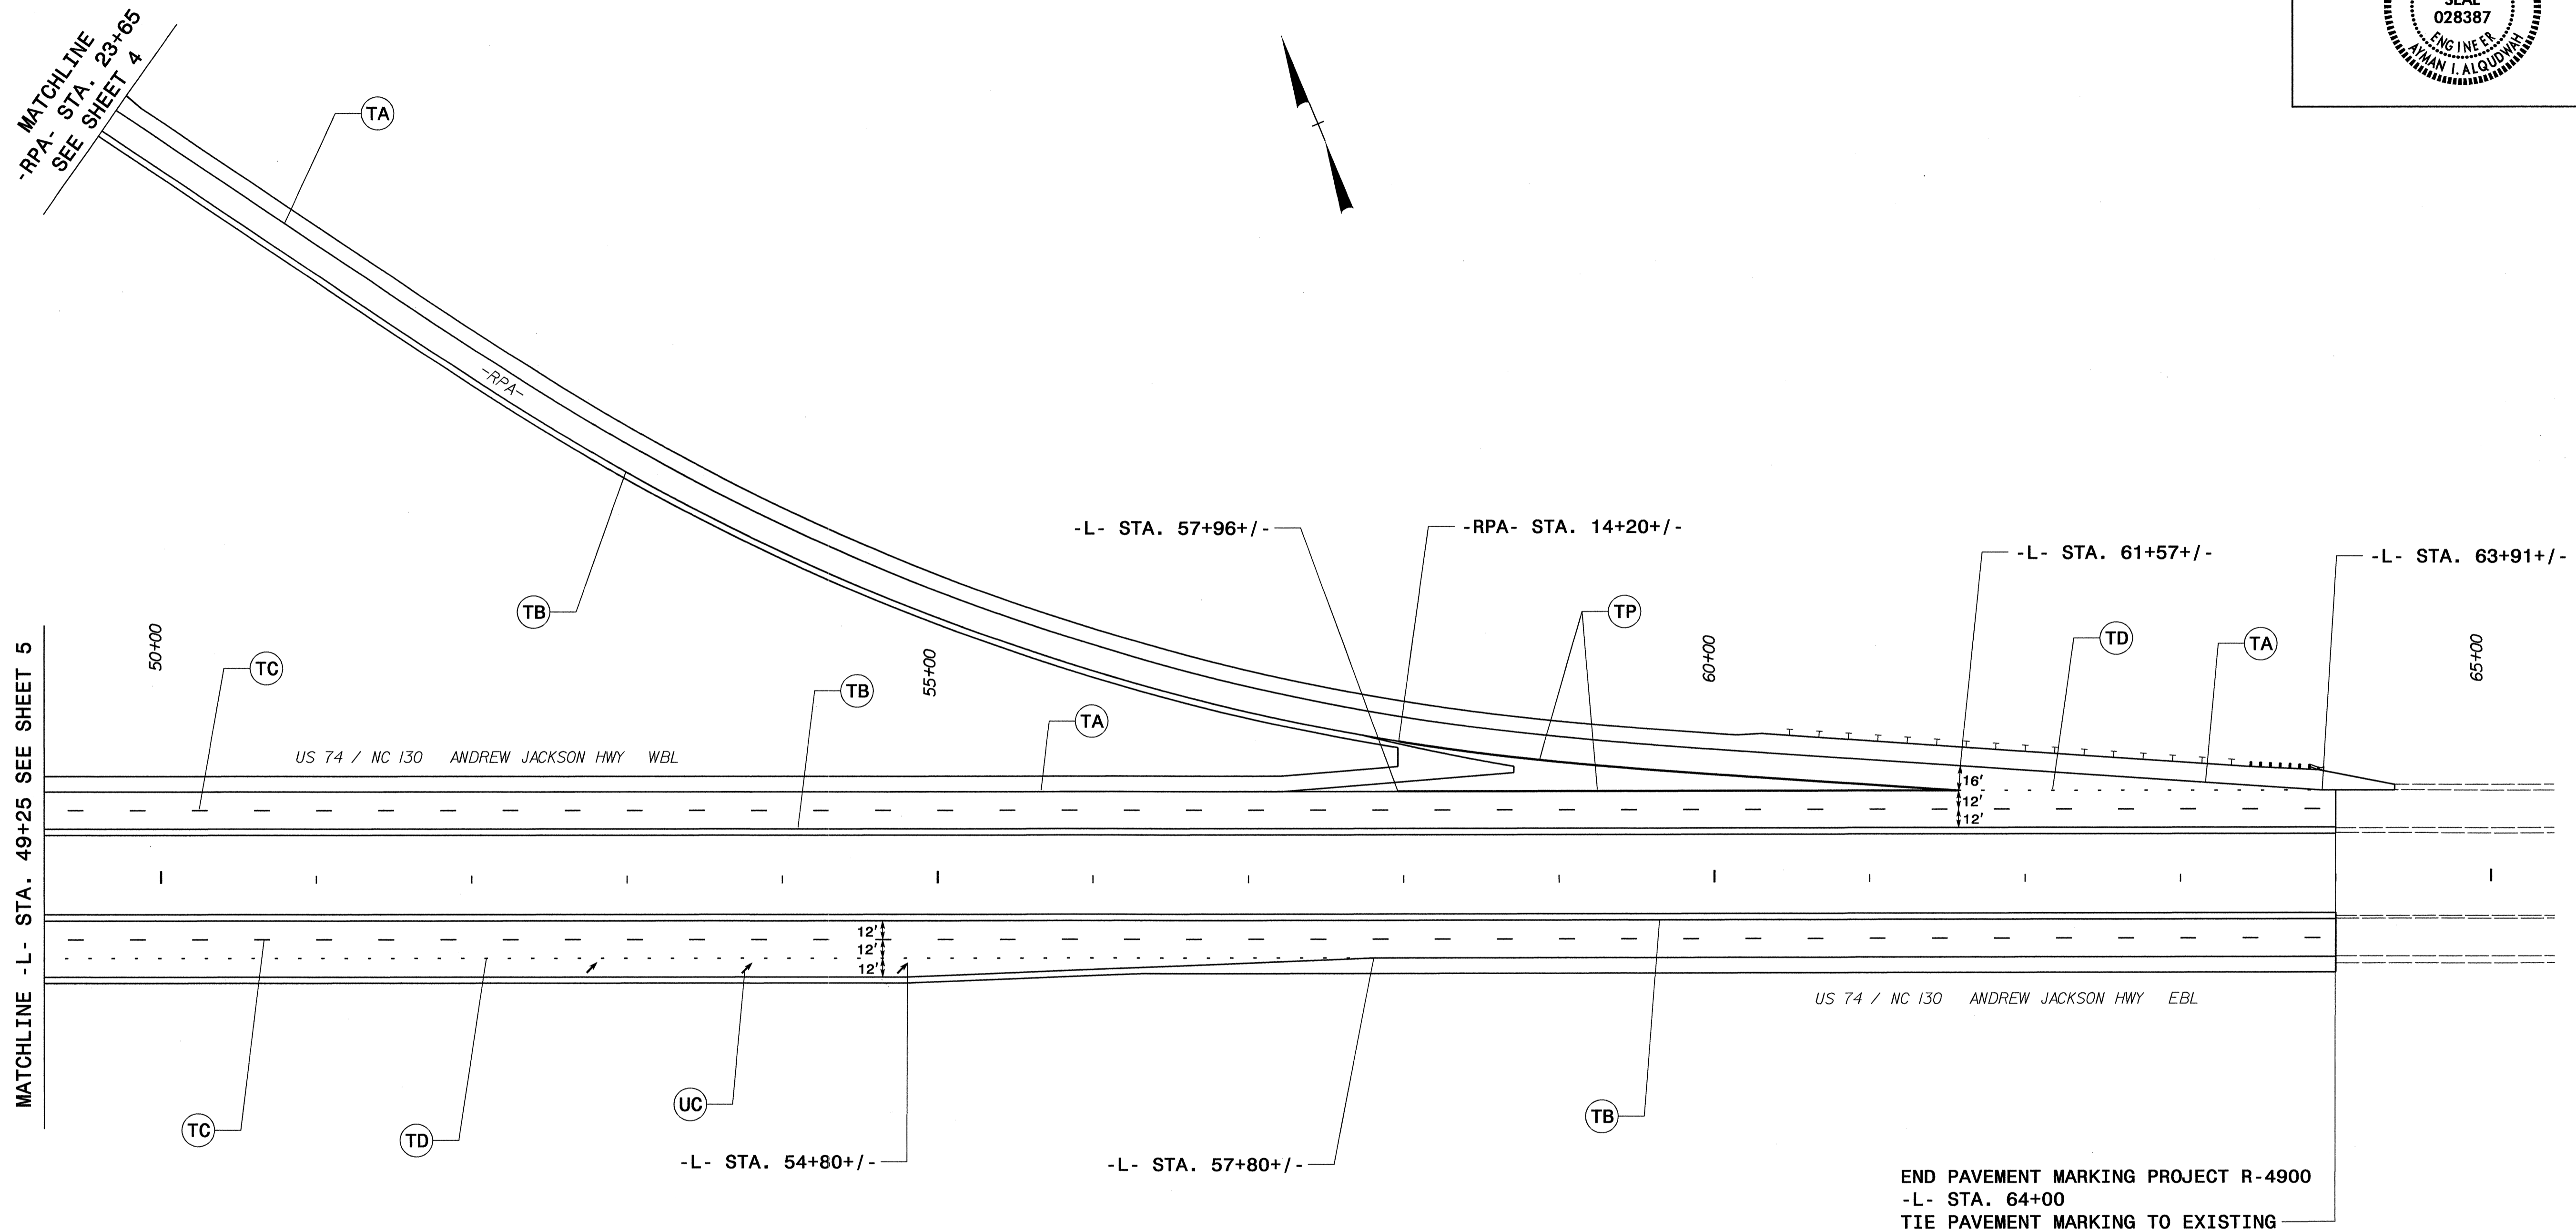 SEAL
028387
ENGINEER
AYMAN I. ALQUDWAH
MATCHLINE
-RPA- STA. 23+65
SEE SHEET 4
TA
-RPA-
TB
-L- STA. 57+96+/-
-RPA- STA. 14+20+/-
-L- STA. 61+57+/-
-L- STA. 63+91+/-
TP
TD
TA
50+00
55+00
60+00
65+00
TC
TB
TA
US 74 / NC 130 ANDREW JACKSON HWY WBL
16'
12'
12'
MATCHLINE -L- STA. 49+25 SEE SHEET 5
12'
12'
12'
US 74 / NC 130 ANDREW JACKSON HWY EBL
TC
TD
UC
TB
-L- STA. 54+80+/-
-L- STA. 57+80+/-
END PAVEMENT MARKING PROJECT R-4900
-L- STA. 64+00
TIE PAVEMENT MARKING TO EXISTING